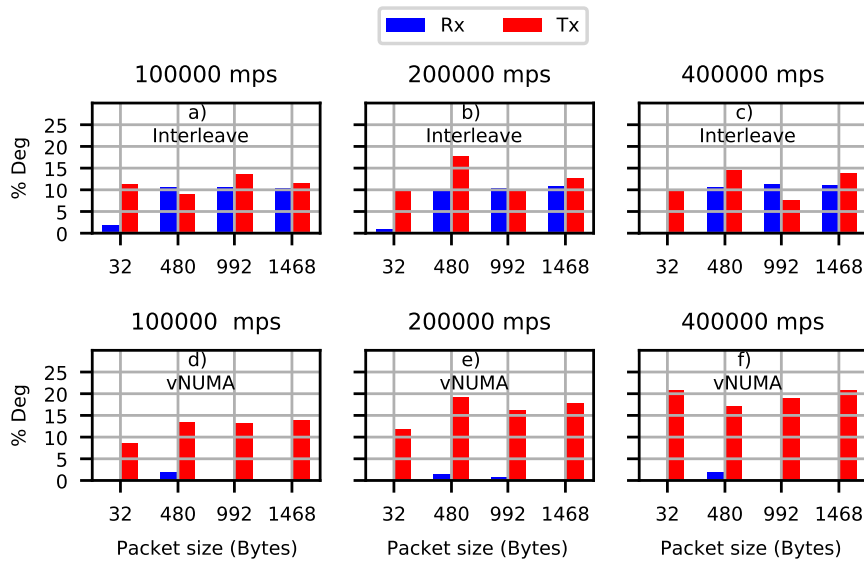 Rx Tx
100000 mps 200000 mps 400000 mps
a) b) c)
Interleave Interleave Interleave
25
20
15
10
5
0
% Deg
32 480 992 1468 32 480 992 1468 32 480 992 1468
100000 mps 200000 mps 400000 mps
d) e) f)
vNUMA vNUMA vNUMA
25
20
15
10
5
0
% Deg
32 480 992 1468 32 480 992 1468 32 480 992 1468
Packet size (Bytes) Packet size (Bytes) Packet size (Bytes)